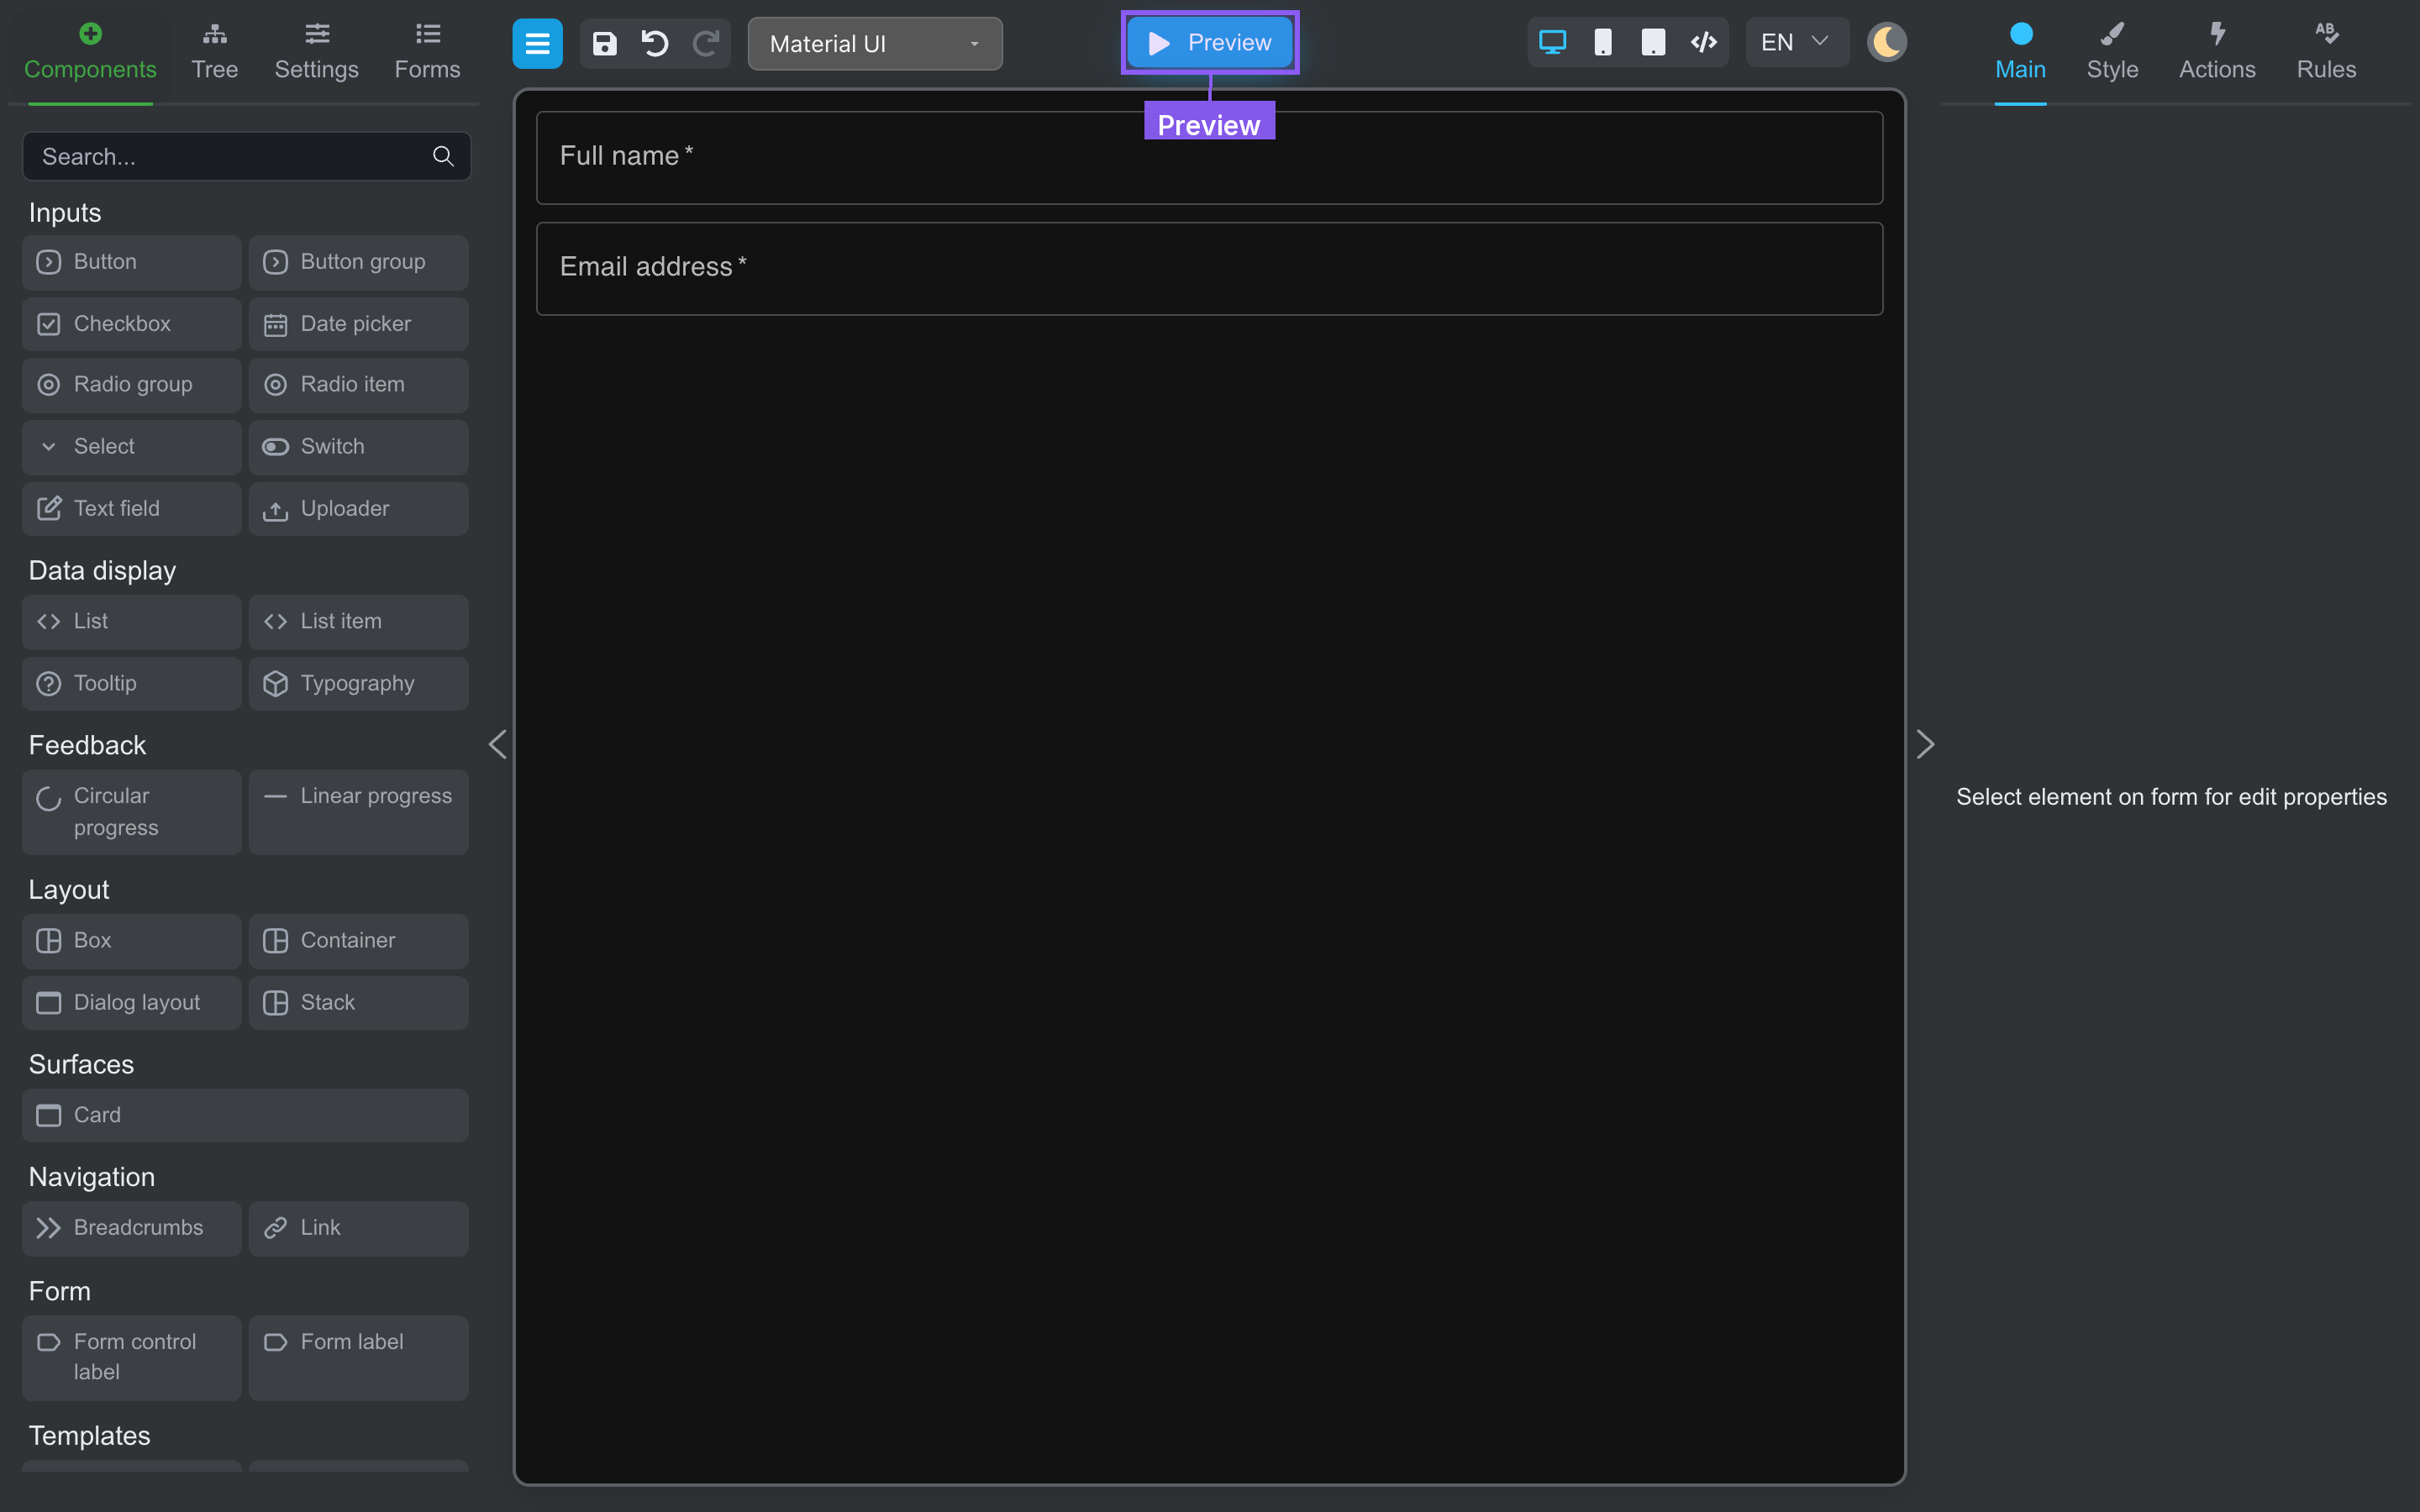 Components
Tree
Settings
Forms
Material UI
Preview
EN
Main
Style
Actions
Rules
Preview
Search...
Full name *
Inputs
Button
Button group
Email address *
Checkbox
Date picker
Radio group
Radio item
Select
Switch
Text field
Uploader
Data display
List
List item
Tooltip
Typography
Feedback
Circular
progress
Linear progress
Select element on form for edit properties
Layout
Box
Container
Dialog layout
Stack
Surfaces
Card
Navigation
Breadcrumbs
Link
Form
Form control
label
Form label
Templates